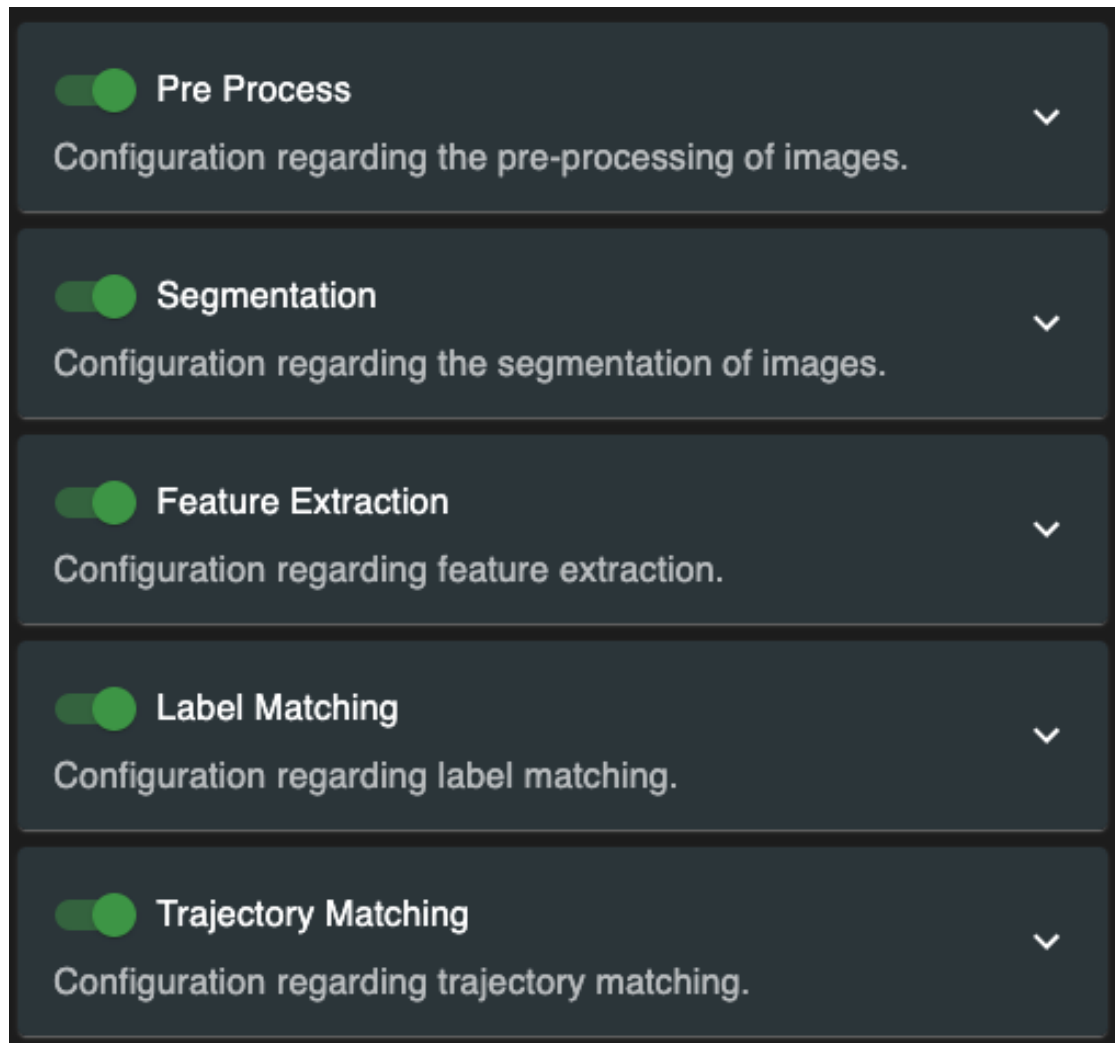 Pre Process
Configuration regarding the pre-processing of images.
Segmentation
Configuration regarding the segmentation of images.
Feature Extraction
Configuration regarding feature extraction.
Label Matching
Configuration regarding label matching.
Trajectory Matching
Configuration regarding trajectory matching.